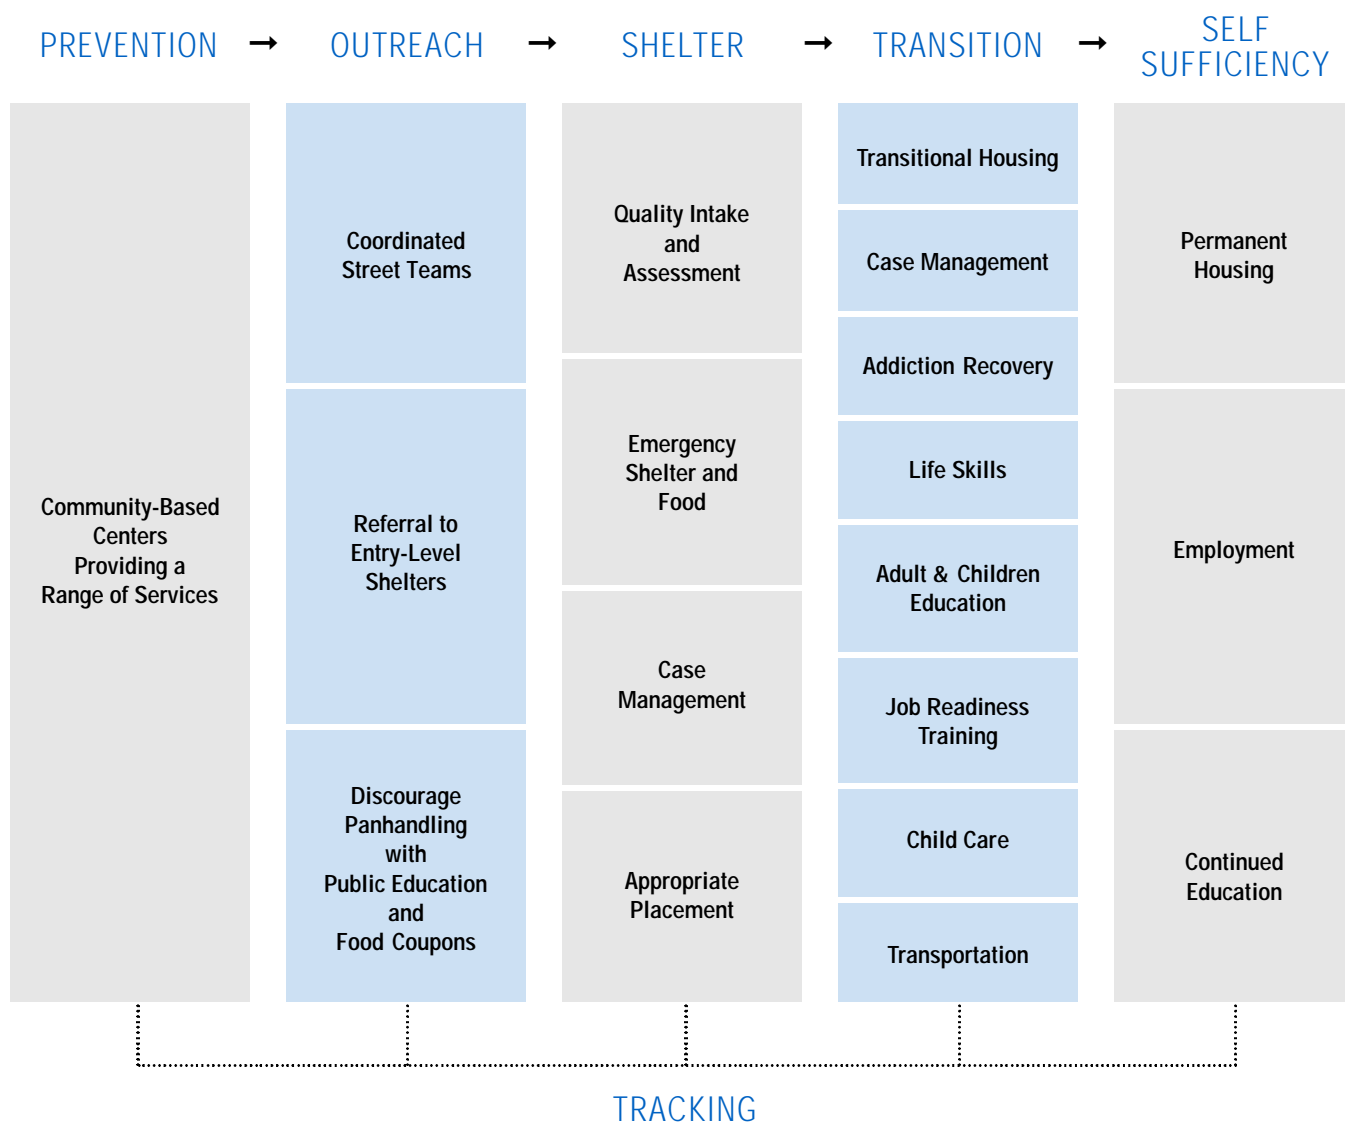 PREVENTION → OUTREACH → SHELTER → TRANSITION → SELF
SUFFICIENCY
Community-Based
Centers
Providing a
Range of Services
Coordinated
Street Teams
Referral to
Entry-Level
Shelters
Discourage
Panhandling
with
Public Education
and
Food Coupons
Quality Intake
and
Assessment
Emergency
Shelter and
Food
Case
Management
Appropriate
Placement
Transitional Housing
Case Management
Addiction Recovery
Life Skills
Adult & Children
Education
Job Readiness
Training
Child Care
Transportation
Permanent
Housing
Employment
Continued
Education
TRACKING